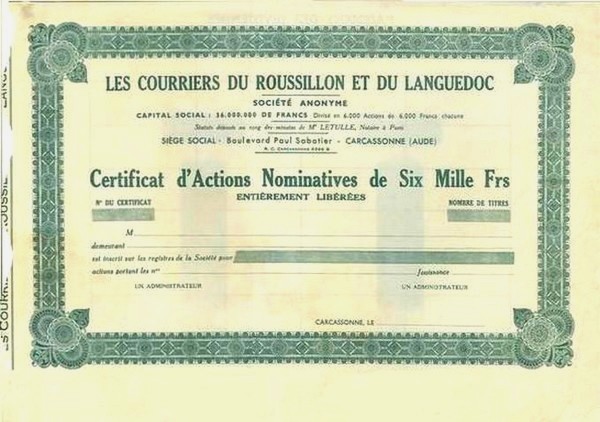 LES COURRIERS DU ROUSSILLON ET DU LANGUEDOC
SOCIÉTÉ ANONYME
CAPITAL SOCIAL : 36.000.000 DE FRANCS Divisé en 6.000 Actions de 6.000 Francs chacune
Statuts déposés au rang des minutes de Me LETULLE, Notaire à Paris
SIÈGE SOCIAL - Boulevard Paul Sabatier - CARCASSONNE (AUDE)
R. C. CARCASSONNE
Certificat d'Actions Nominatives de Six Mille Frs
ENTIÈREMENT LIBÉRÉES
N° DU CERTIFICAT
NOMBRE DE TITRES
M
demeurant
est inscrit sur les registres de la Société pour
actions portant les nos
Jouissance
UN ADMINISTRATEUR
UN ADMINISTRATEUR
CARCASSONNE, LE